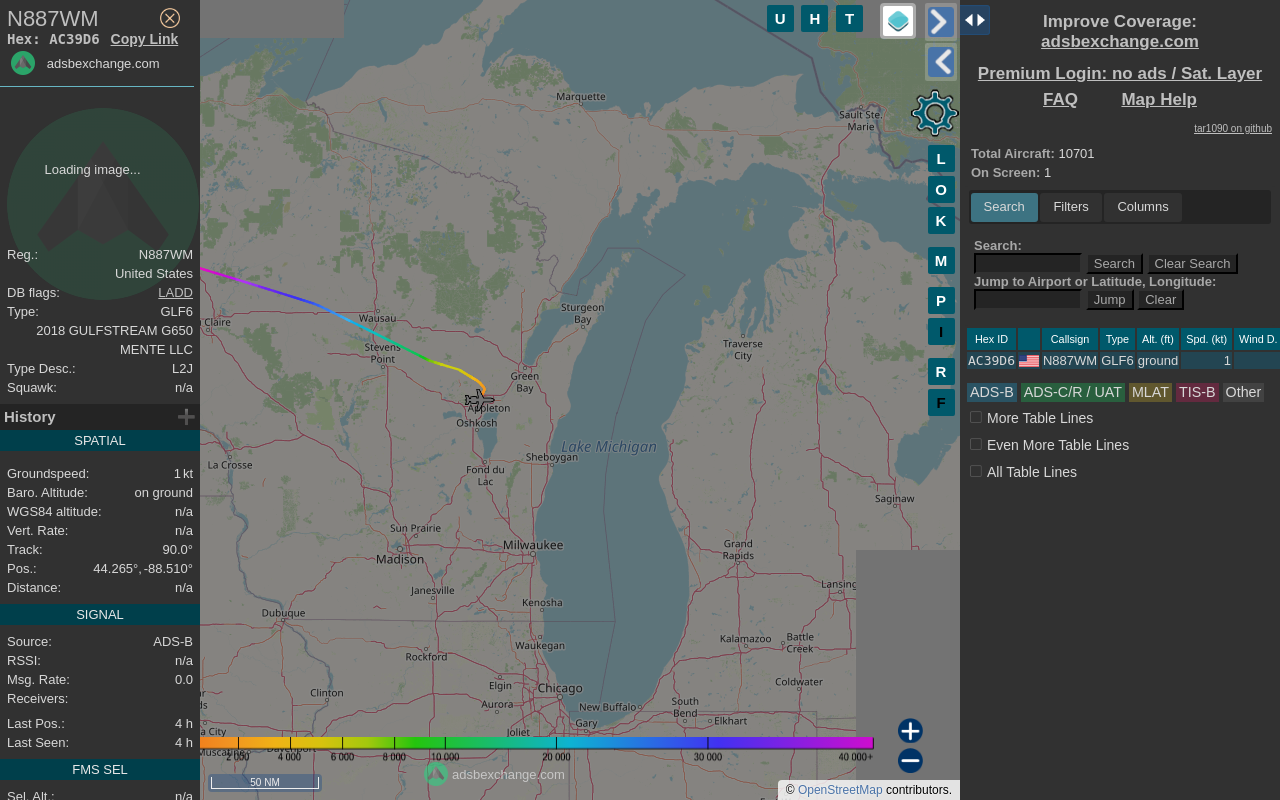 N887WM
Hex: AC39D6 Copy Link
adsbexchange.com
Loading image...
Reg.: N887WM
United States
DB flags: LADD
Type: GLF6
2018 GULFSTREAM G650
MENTE LLC
Type Desc.: L2J
Squawk: n/a
History
SPATIAL
Groundspeed: 1 kt
Baro. Altitude: on ground
WGS84 altitude: n/a
Vert. Rate: n/a
Track: 90.0°
Pos.: 44.265°, -88.510°
Distance: n/a
SIGNAL
Source: ADS-B
RSSI: n/a
Msg. Rate: 0.0
Receivers:
Last Pos.: 4 h
Last Seen: 4 h
FMS SEL
Sel. Alt.: n/a
U H T
Marquette
Sault Ste.
Marie
L
O
K
M
P
I
R
F
Claire
Wausau
Stevens
Point
Sturgeon
Bay
Traverse
City
Green
Bay
Appleton
Oshkosh
Lake Michigan
La Crosse
Fond du
Lac
Sheboygan
Saginaw
Sun Prairie
Madison
Milwaukee
Grand
Rapids
Lansing
Janesville
Kenosha
Dubuque
Waukegan
Kalamazoo
Battle
Creek
Rockford
Coldwater
Clinton
Elgin
Aurora
Chicago
New Buffalo
South
Bend
Elkhart
Gary
Joliet
a City
Muscatine
Davenport
2 000 4 000 6 000 8 000 10 000 20 000 30 000 40 000+
adsbexchange.com
50 NM
© OpenStreetMap contributors.
Improve Coverage:
adsbexchange.com
Premium Login: no ads / Sat. Layer
FAQ Map Help
tar1090 on github
Total Aircraft: 10701
On Screen: 1
Search Filters Columns
Search:
Search Clear Search
Jump to Airport or Latitude, Longitude:
Jump Clear
Hex ID Callsign Type Alt. (ft) Spd. (kt) Wind D.
AC39D6 N887WM GLF6 ground 1
ADS-B ADS-C/R / UAT MLAT TIS-B Other
More Table Lines
Even More Table Lines
All Table Lines